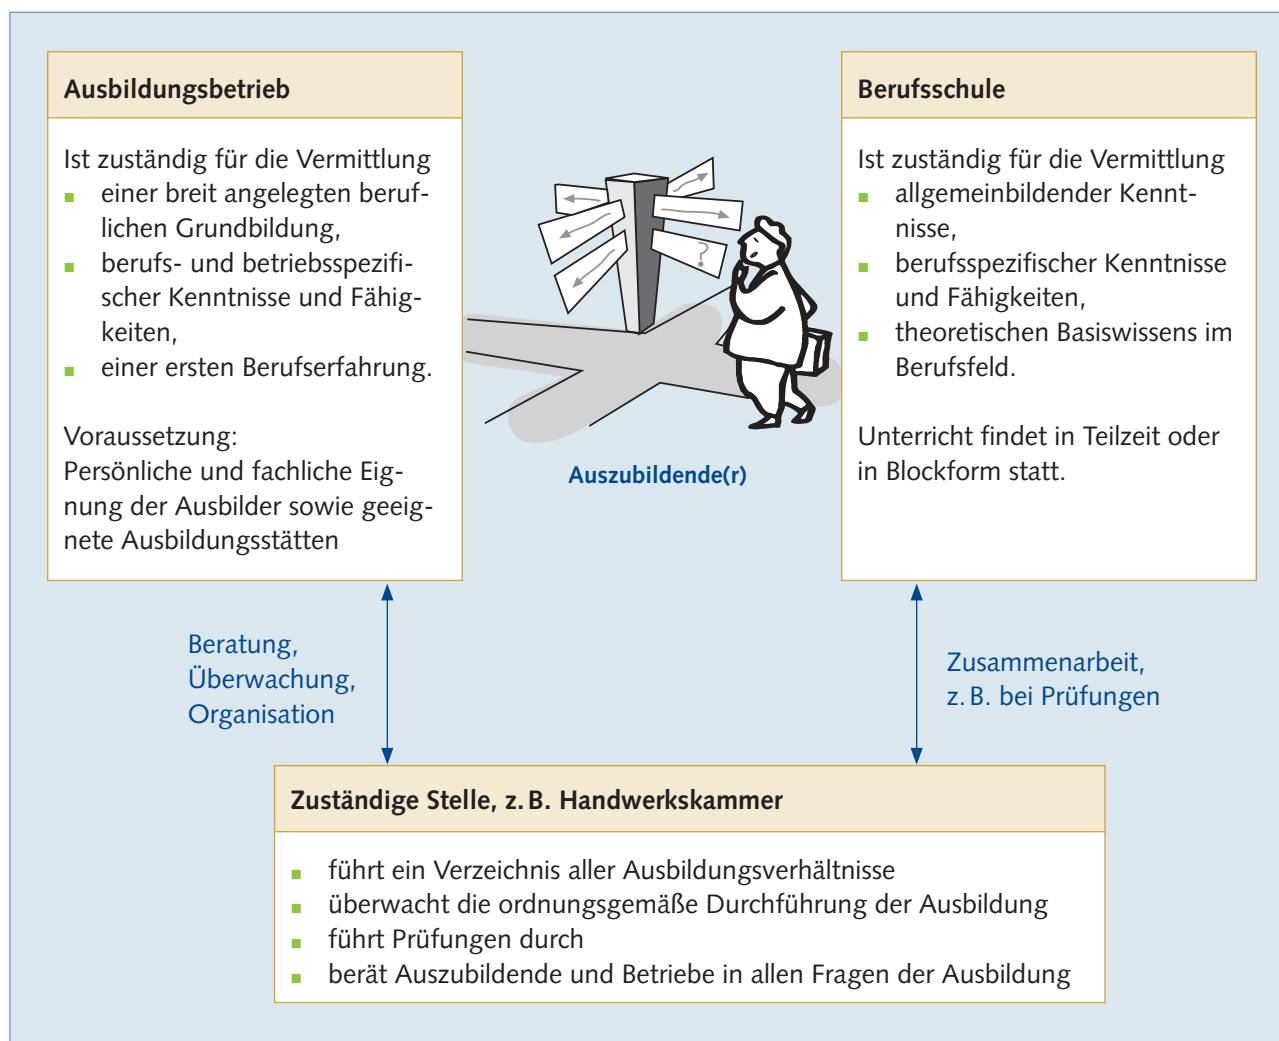 Ausbildungsbetrieb
Ist zuständig für die Vermittlung
▪ einer breit angelegten beruf-
lichen Grundbildung,
▪ berufs- und betriebsspezifi-
scher Kenntnisse und Fähig-
keiten,
▪ einer ersten Berufserfahrung.
Voraussetzung:
Persönliche und fachliche Eig-
nung der Ausbilder sowie geeig-
nete Ausbildungsstätten
?
Auszubildende(r)
Berufsschule
Ist zuständig für die Vermittlung
▪ allgemeinbildender Kennt-
nisse,
▪ berufsspezifischer Kenntnisse
und Fähigkeiten,
▪ theoretischen Basiswissens im
Berufsfeld.
Unterricht findet in Teilzeit oder
in Blockform statt.
Beratung,
Überwachung,
Organisation
Zusammenarbeit,
z. B. bei Prüfungen
Zuständige Stelle, z. B. Handwerkskammer
▪ führt ein Verzeichnis aller Ausbildungsverhältnisse
▪ überwacht die ordnungsgemäße Durchführung der Ausbildung
▪ führt Prüfungen durch
▪ berät Auszubildende und Betriebe in allen Fragen der Ausbildung